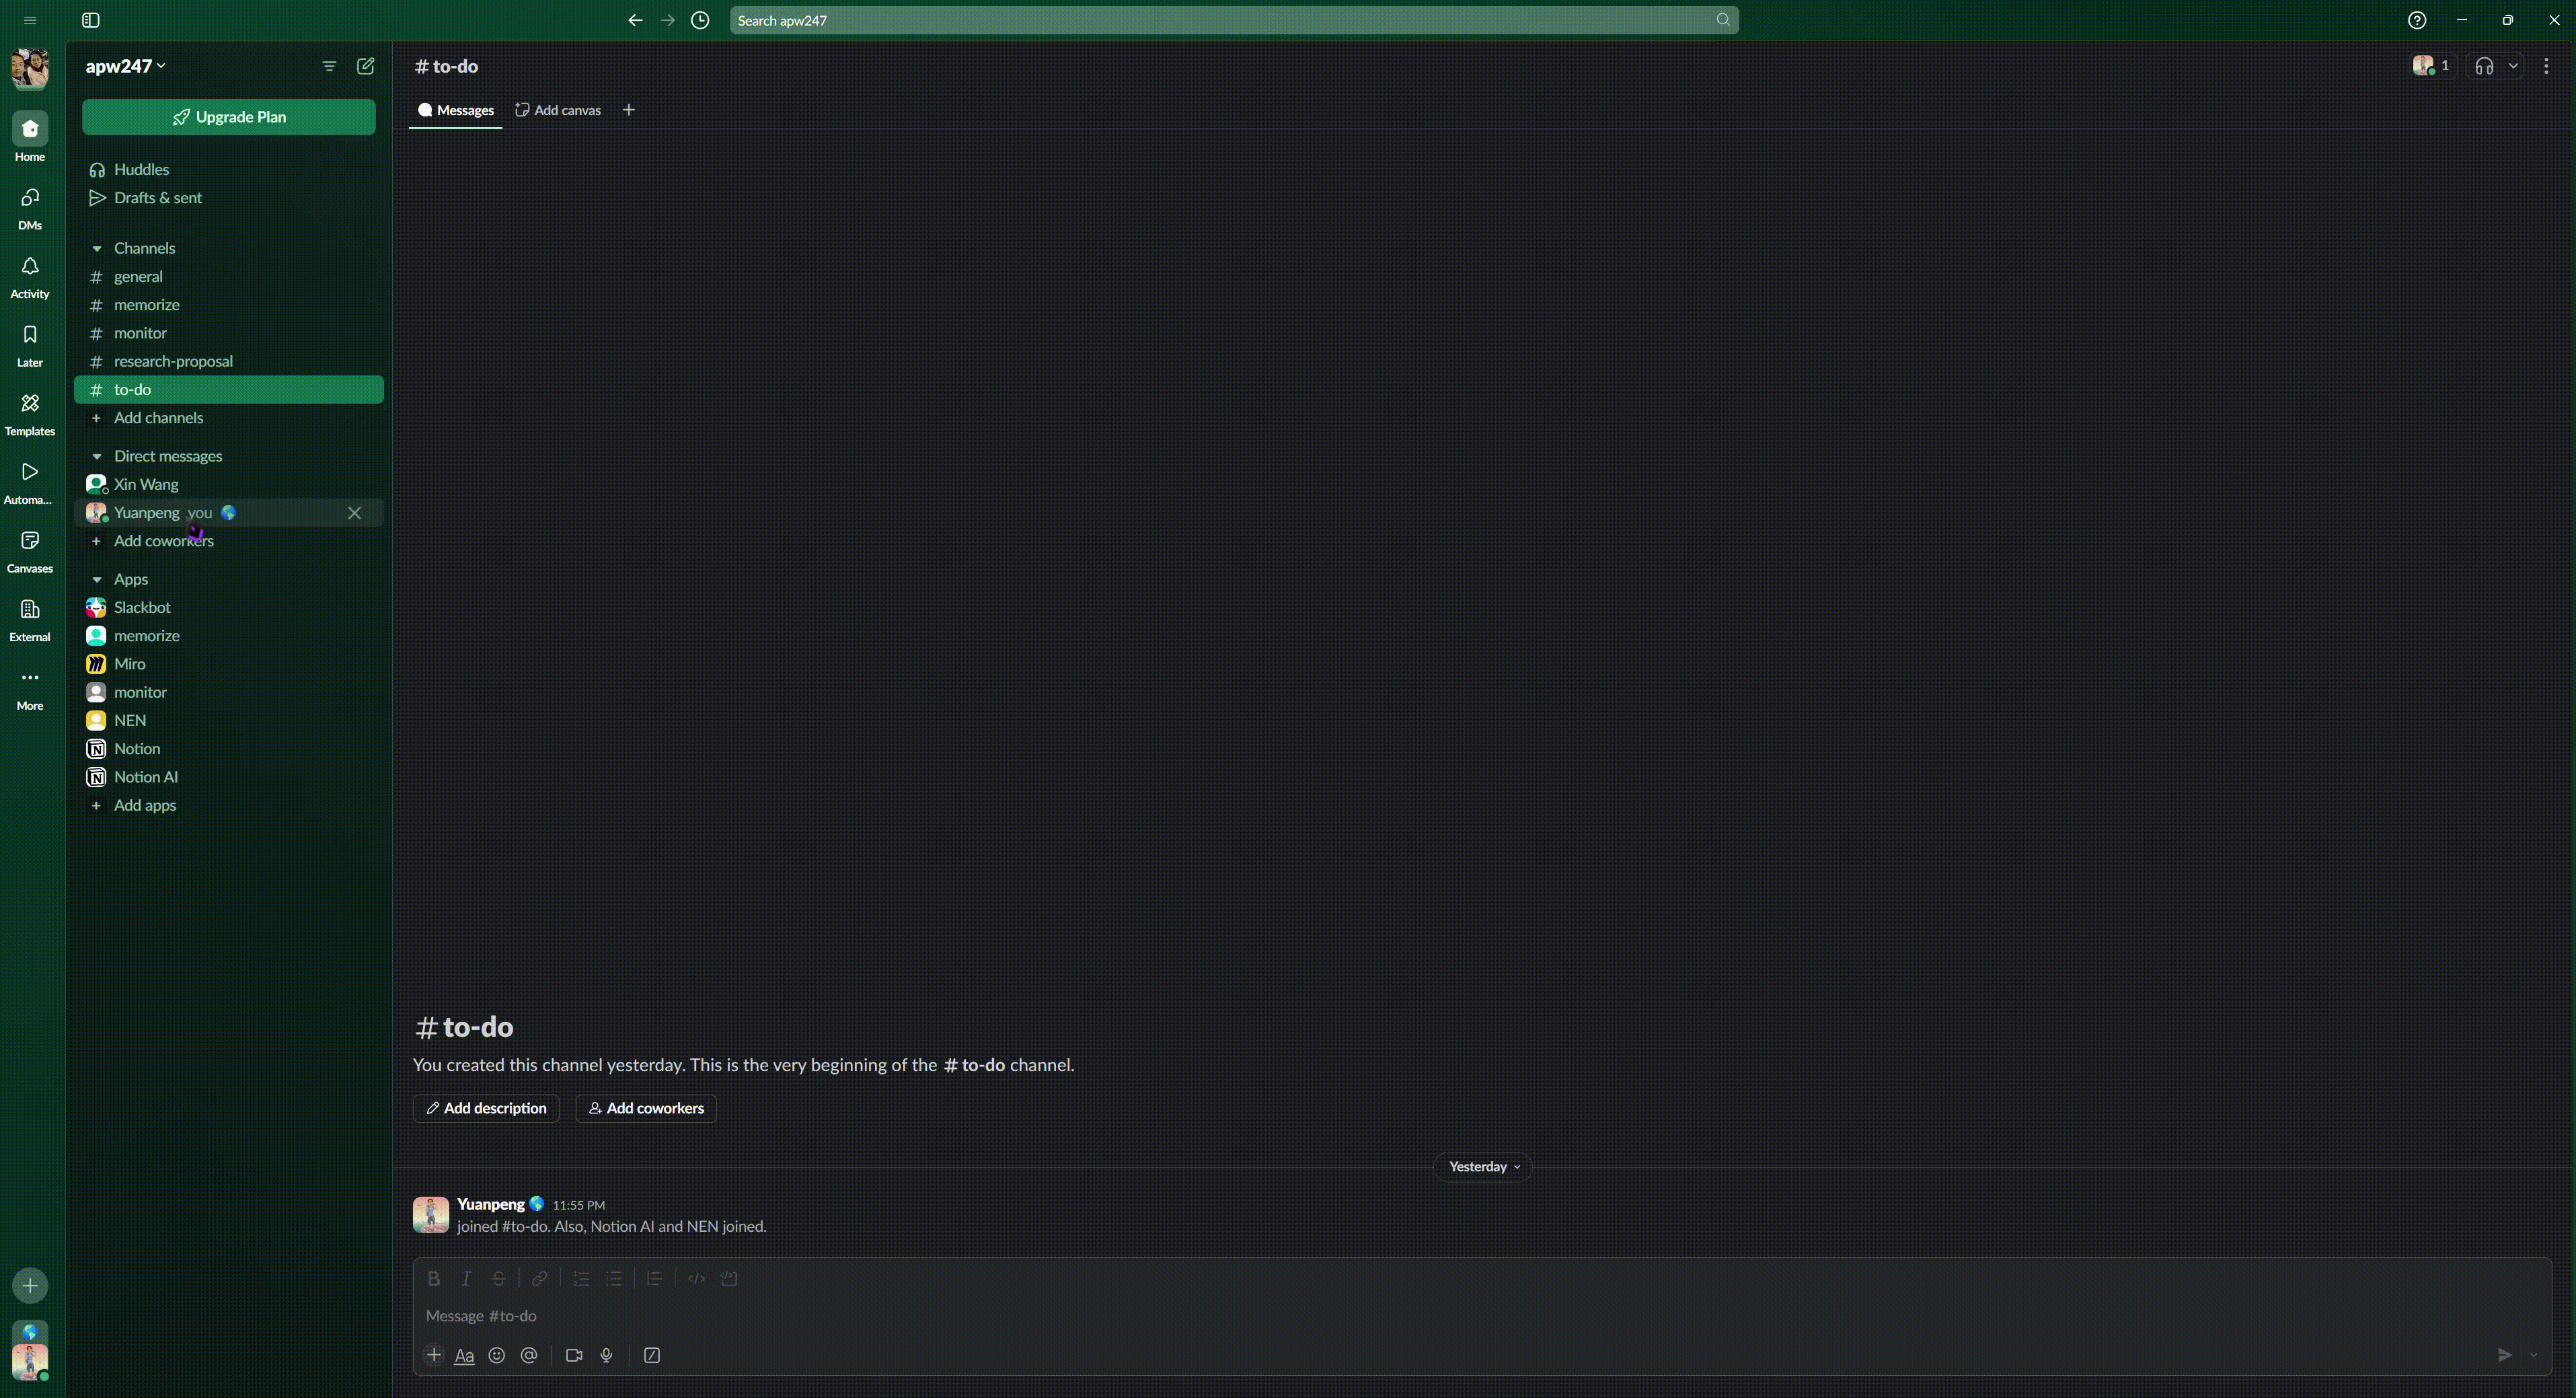 Search apw247
apw247
# to-do
1
Upgrade Plan
Messages
Add canvas
Home
DMs
Activity
Later
Templates
Automa...
Canvases
External
More
Huddles
Drafts & sent
Channels
# general
# memorize
# monitor
# research-proposal
# to-do
+ Add channels
Direct messages
Xin Wang
Yuanpeng you
+ Add coworkers
Apps
Slackbot
memorize
Miro
monitor
NEN
Notion
Notion AI
+ Add apps
# to-do
You created this channel yesterday. This is the very beginning of the # to-do channel.
Add description
Add coworkers
Yesterday
Yuanpeng 11:55 PM
joined #to-do. Also, Notion AI and NEN joined.
Message #to-do
Aa